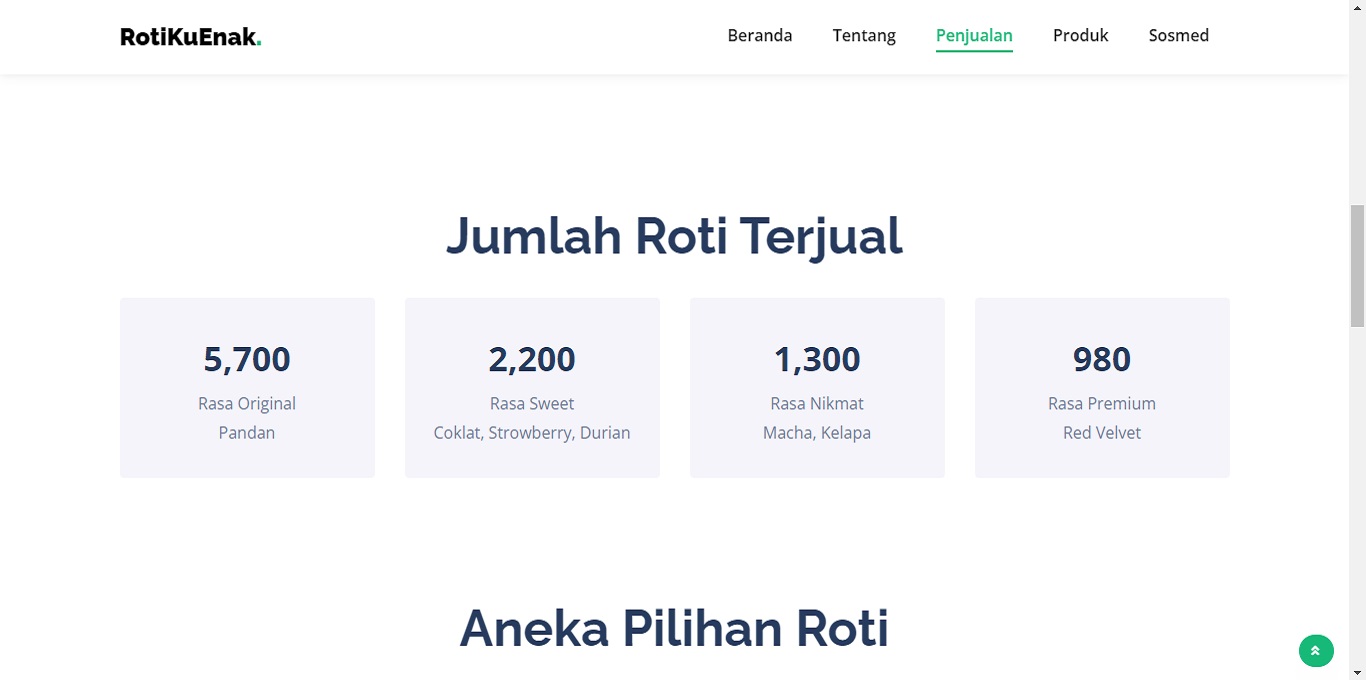 RotiKuEnak.
Beranda Tentang Penjualan Produk Sosmed
Jumlah Roti Terjual
5,700
Rasa Original
Pandan
2,200
Rasa Sweet
Coklat, Strowberry, Durian
1,300
Rasa Nikmat
Macha, Kelapa
980
Rasa Premium
Red Velvet
Aneka Pilihan Roti